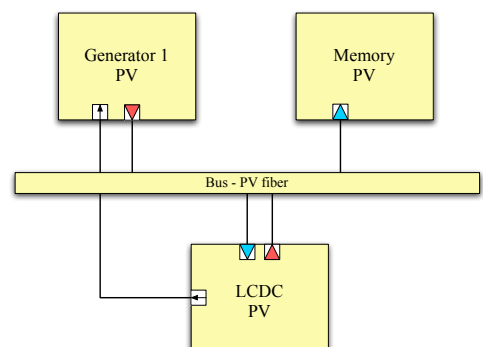 Generator 1
PV
Memory
PV
Bus - PV fiber
LCDC
PV